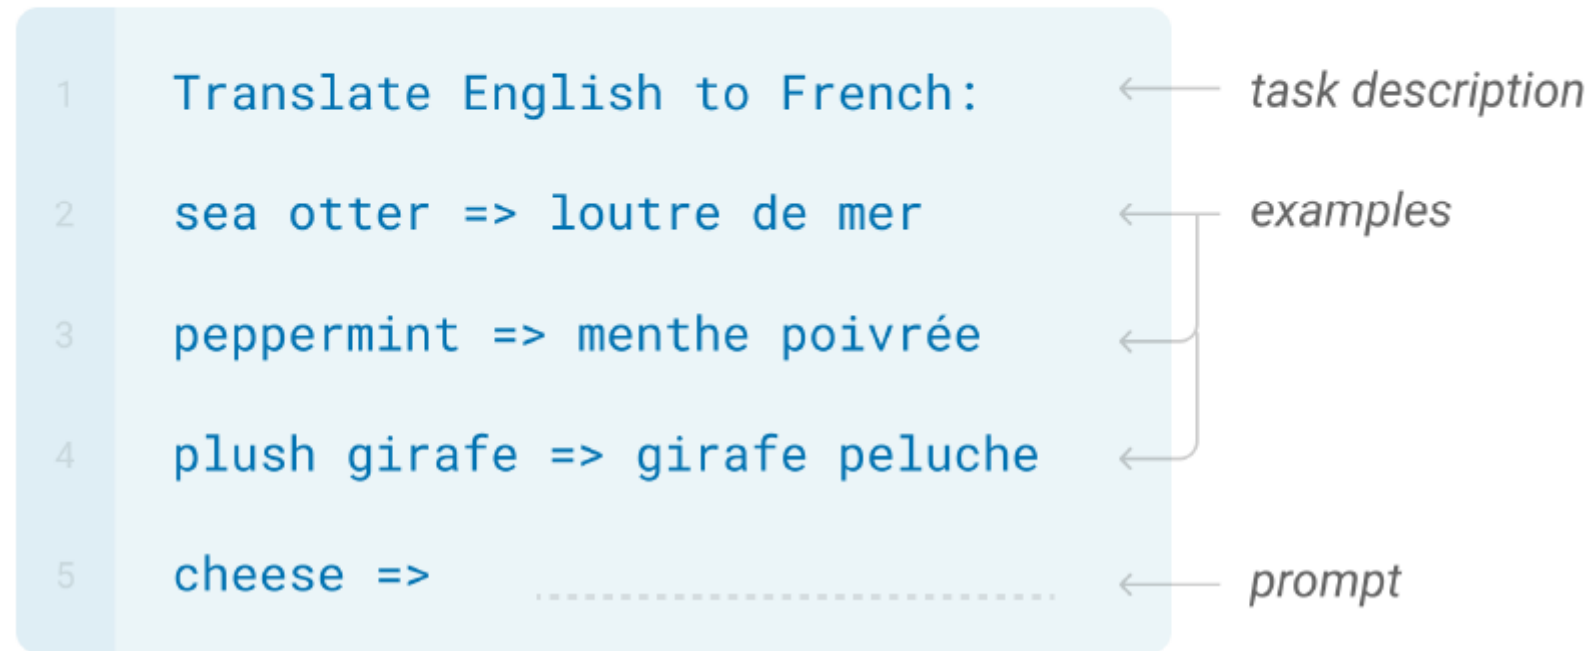 1 Translate English to French: task description
2 sea otter => loutre de mer examples
3 peppermint => menthe poivrée
4 plush girafe => girafe peluche
5 cheese => prompt